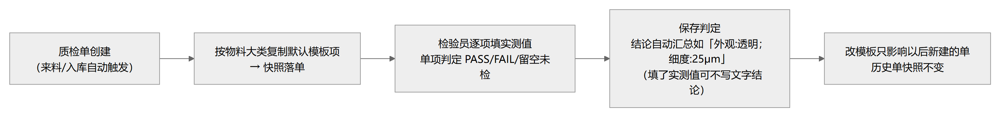 质检单创建
（来料/入库自动触发）
按物料大类复制默认模板项
→ 快照落单
检验员逐项填实测值
单项判定 PASS/FAIL/留空未
检
保存判定
结论自动汇总如「外观:透明；
细度:25μm」
（填了实测值可不写文字结
论）
改模板只影响以后新建的单
历史单快照不变